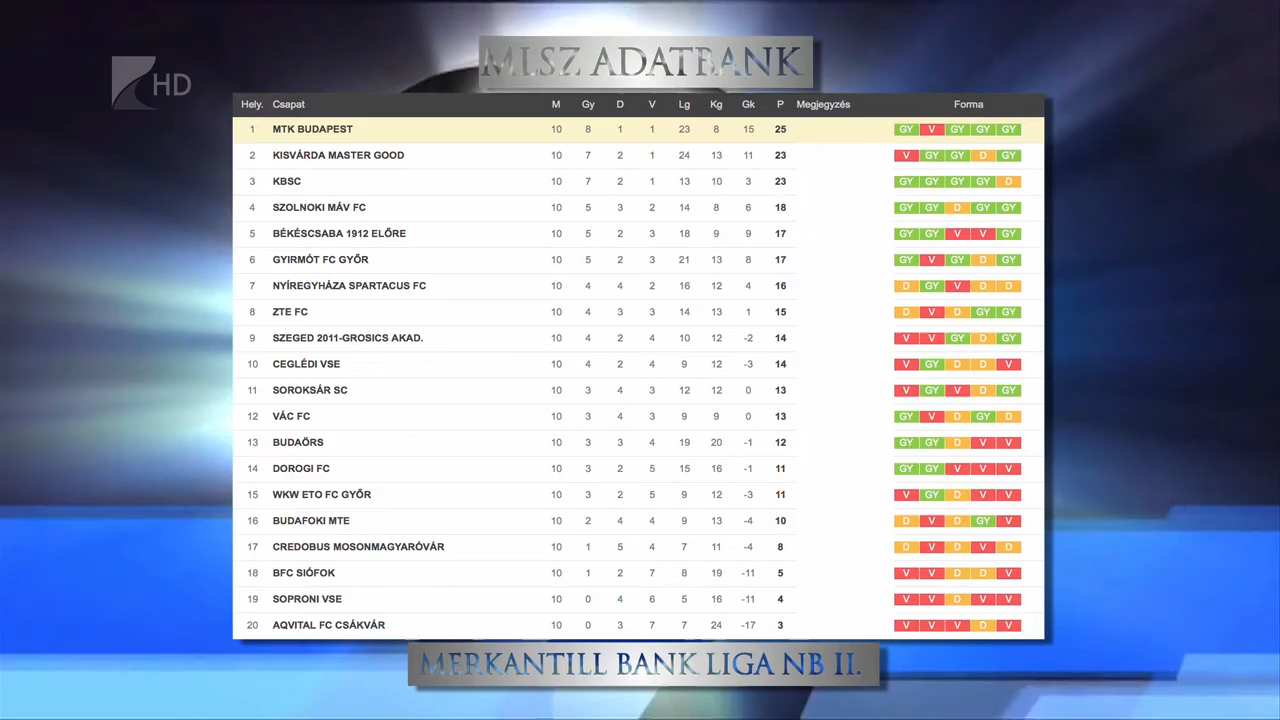 MLSZ ADATBANK
HD
Hely. Csapat M Gy D V Lg Kg Gk P Megjegyzés Forma
1 MTK BUDAPEST 10 8 1 1 23 8 15 25 GY V GY GY GY
2 KISVÁRDA MASTER GOOD 10 7 2 1 24 13 11 23 V GY GY D GY
3 KBSC 10 7 2 1 13 10 3 23 GY GY GY GY D
4 SZOLNOKI MÁV FC 10 5 3 2 14 8 6 18 GY GY D GY GY
5 BÉKÉSCSABA 1912 ELŐRE 10 5 2 3 18 9 9 17 GY GY V V GY
6 GYIRMÓT FC GYŐR 10 5 2 3 21 13 8 17 GY V GY D GY
7 NYÍREGYHÁZA SPARTACUS FC 10 4 4 2 16 12 4 16 D GY V D D
8 ZTE FC 10 4 3 3 14 13 1 15 D V D GY GY
9 SZEGED 2011-GROSICS AKAD. 10 4 2 4 10 12 -2 14 V V GY D GY
10 CEGLÉDI VSE 10 4 2 4 9 12 -3 14 V GY D D V
11 SOROKSÁR SC 10 3 4 3 12 12 0 13 V GY V D GY
12 VÁC FC 10 3 4 3 9 9 0 13 GY V D GY D
13 BUDAÖRS 10 3 3 4 19 20 -1 12 GY GY D V V
14 DOROGI FC 10 3 2 5 15 16 -1 11 GY GY V V V
15 WKW ETO FC GYŐR 10 3 2 5 9 12 -3 11 V GY D V V
16 BUDAFOKI MTE 10 2 4 4 9 13 -4 10 D V D GY V
17 CREDOBUS MOSONMAGYARÓVÁR 10 1 5 4 7 11 -4 8 D V D V D
18 BFC SIÓFOK 10 1 2 7 8 19 -11 5 V V D D V
19 SOPRONI VSE 10 0 4 6 5 16 -11 4 V V D V V
20 AQVITAL FC CSÁKVÁR 10 0 3 7 7 24 -17 3 V V V D V
MERKANTILL BANK LIGA NB II.